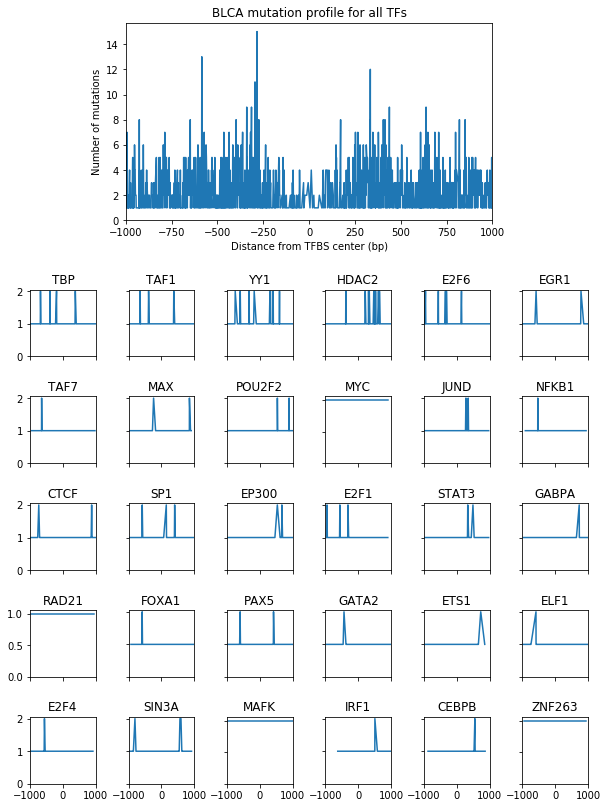 BLCA mutation profile for all TFs
Number of mutations
14
12
10
8
6
4
2
0
−1000 −750 −500 −250 0 250 500 750 1000
Distance from TFBS center (bp)
TBP TAF1 YY1 HDAC2 E2F6 EGR1
2
1
0
TAF7 MAX POU2F2 MYC JUND NFKB1
2
1
0
CTCF SP1 EP300 E2F1 STAT3 GABPA
2
1
0
RAD21 FOXA1 PAX5 GATA2 ETS1 ELF1
1.0
0.5
0.0
E2F4 SIN3A MAFK IRF1 CEBPB ZNF263
2
1
0
−1000 0 1000 −1000 0 1000 −1000 0 1000 −1000 0 1000 −1000 0 1000 −1000 0 1000